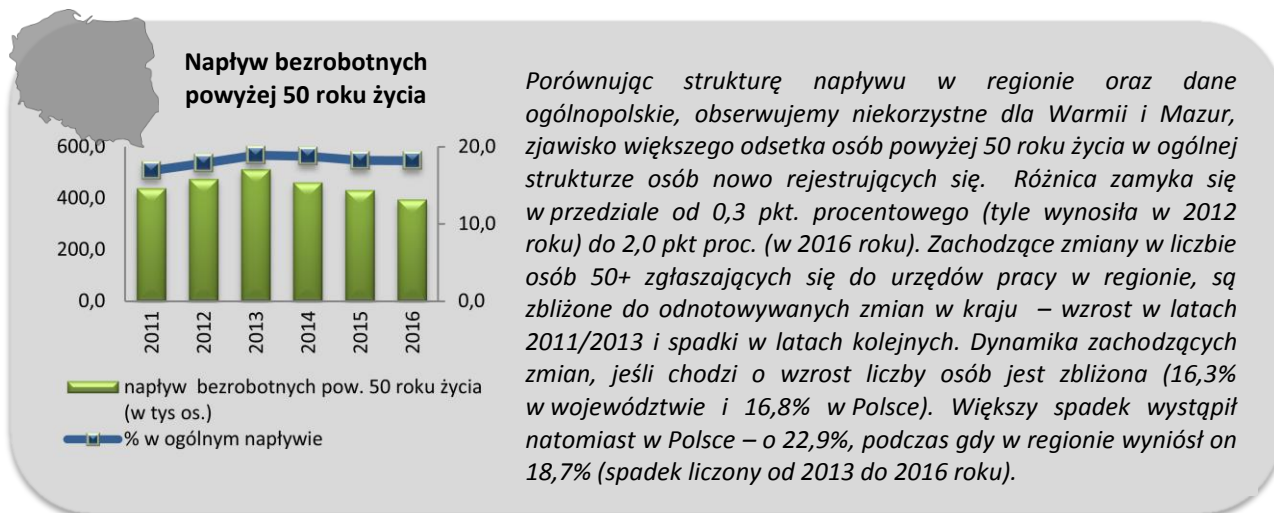 Napływ bezrobotnych
powyżej 50 roku życia
600,0
400,0
200,0
0,0
20,0
10,0
0,0
2011
2012
2013
2014
2015
2016
napływ bezrobotnych pow. 50 roku życia
(w tys os.)
% w ogólnym napływie
Porównując strukturę napływu w regionie oraz dane
ogólnopolskie, obserwujemy niekorzystne dla Warmii i Mazur,
zjawisko większego odsetka osób powyżej 50 roku życia w ogólnej
strukturze osób nowo rejestrujących się. Różnica zamyka się
w przedziale od 0,3 pkt. procentowego (tyle wynosiła w 2012
roku) do 2,0 pkt proc. (w 2016 roku). Zachodzące zmiany w liczbie
osób 50+ zgłaszających się do urzędów pracy w regionie, są
zbliżone do odnotowywanych zmian w kraju – wzrost w latach
2011/2013 i spadki w latach kolejnych. Dynamika zachodzących
zmian, jeśli chodzi o wzrost liczby osób jest zbliżona (16,3%
w województwie i 16,8% w Polsce). Większy spadek wystąpił
natomiast w Polsce – o 22,9%, podczas gdy w regionie wyniósł on
18,7% (spadek liczony od 2013 do 2016 roku).